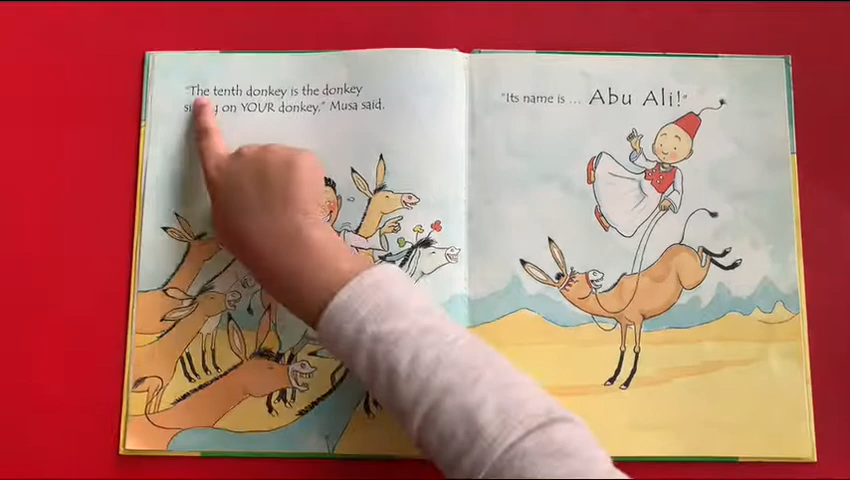 "The tenth donkey is the donkey
on YOUR donkey," Musa said.
"Its name is ... Abu Ali!"